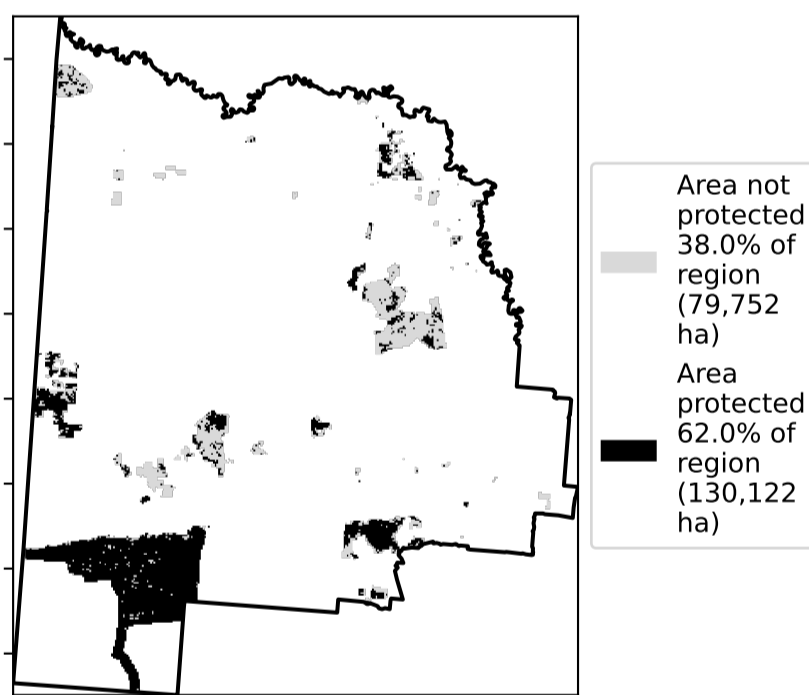 Area not
protected
38.0% of
region
(79,752
ha)
Area
protected
62.0% of
region
(130,122
ha)